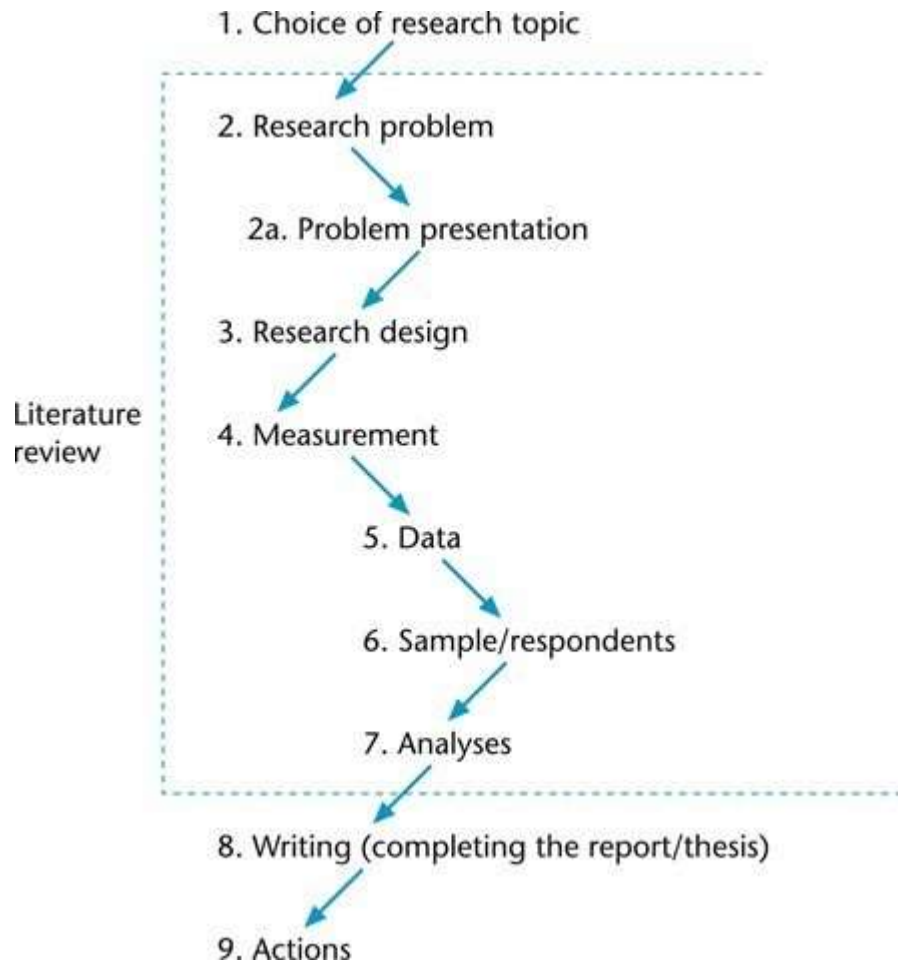 1. Choice of research topic
2. Research problem
2a. Problem presentation
3. Research design
Literature
review
4. Measurement
5. Data
6. Sample/respondents
7. Analyses
8. Writing (completing the report/thesis)
9. Actions